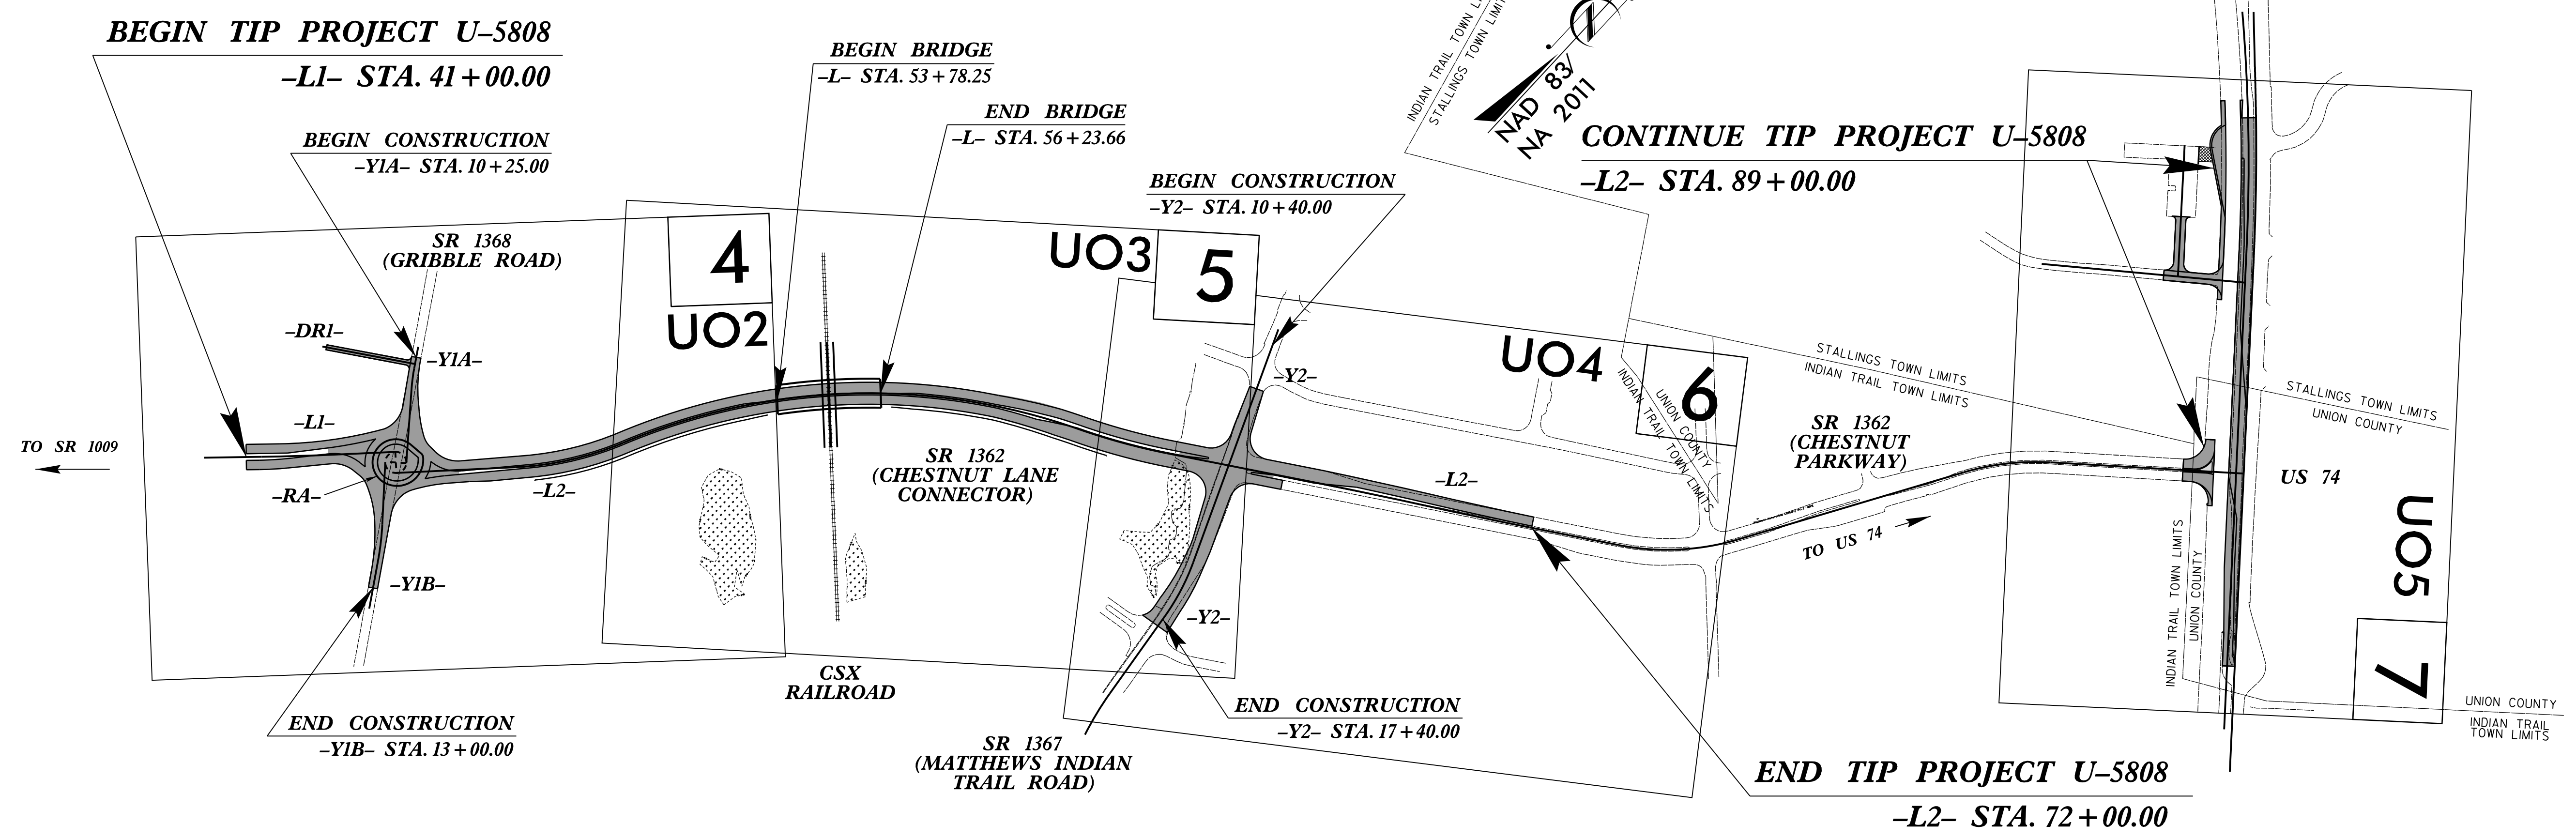 BEGIN TIP PROJECT U–5808
–L1– STA. 41+00.00
BEGIN CONSTRUCTION
–Y1A– STA. 10+25.00
BEGIN BRIDGE
–L– STA. 53+78.25
END BRIDGE
–L– STA. 56+23.66
BEGIN CONSTRUCTION
–Y2– STA. 10+40.00
INDIAN TRAIL TOWN
STALLINGS TOWN LIMITS
NAD 83/
NA 2011
CONTINUE TIP PROJECT U–5808
–L2– STA. 89+00.00
SR 1368
(GRIBBLE ROAD)
4
UO2
UO3
5
UO4
6
–DR1–
–Y1A–
–L1–
TO SR 1009
–RA–
–L2–
–Y1B–
SR 1362
(CHESTNUT LANE
CONNECTOR)
–Y2–
–L2–
–Y2–
INDIAN TRAIL TOWN LIMITS
UNION COUNTY
STALLINGS TOWN LIMITS
INDIAN TRAIL TOWN LIMITS
SR 1362
(CHESTNUT
PARKWAY)
TO US 74
STALLINGS TOWN LIMITS
UNION COUNTY
US 74
UO5
7
INDIAN TRAIL TOWN LIMITS
UNION COUNTY
UNION COUNTY
INDIAN TRAIL
TOWN LIMITS
CSX
RAILROAD
END CONSTRUCTION
–Y1B– STA. 13+00.00
SR 1367
(MATTHEWS INDIAN
TRAIL ROAD)
END CONSTRUCTION
–Y2– STA. 17+40.00
END TIP PROJECT U–5808
–L2– STA. 72+00.00